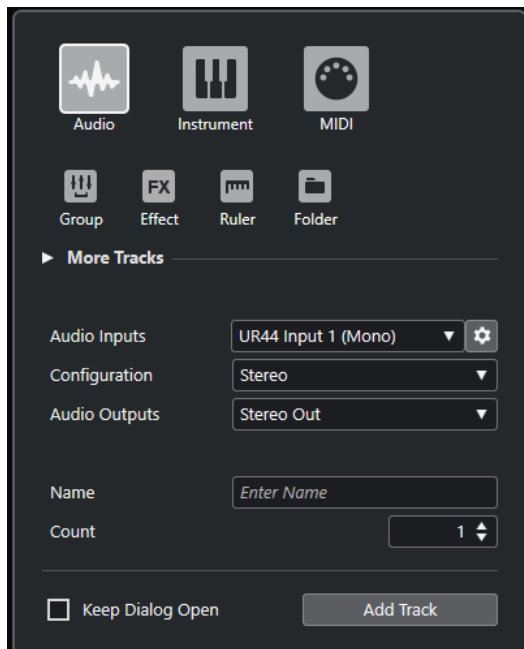 Audio Instrument MIDI
FX
Group Effect Ruler Folder
More Tracks
Audio Inputs UR44 Input 1 (Mono)
Configuration Stereo
Audio Outputs Stereo Out
Name Enter Name
Count 1
Keep Dialog Open Add Track